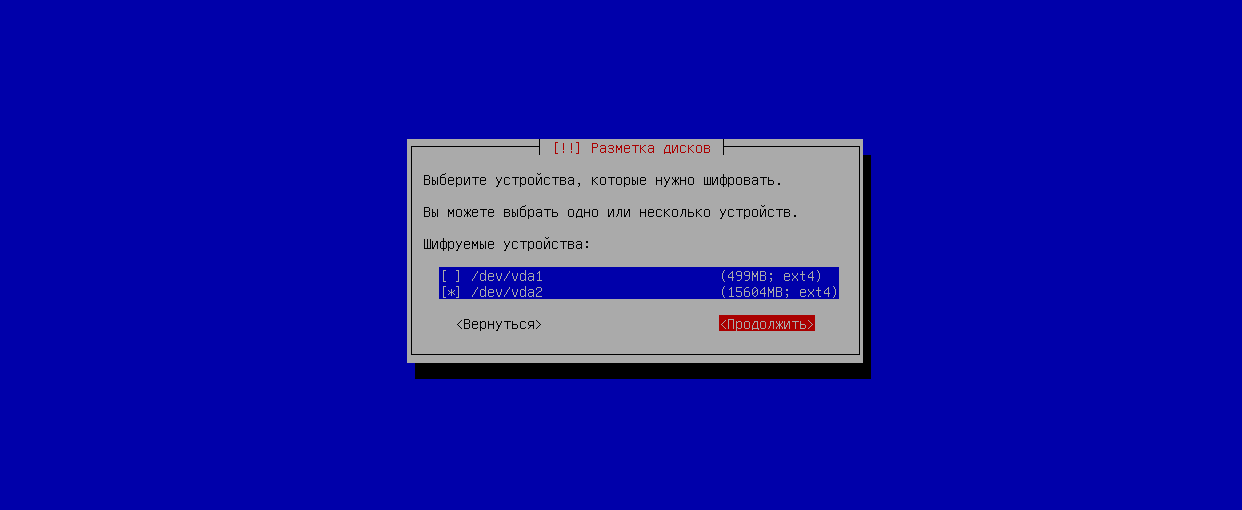 [!!] Разметка дисков
Выберите устройства, которые нужно шифровать.
Вы можете выбрать одно или несколько устройств.
Шифруемые устройства:
[ ] /dev/vda1 (499MB; ext4)
[*] /dev/vda2 (15604MB; ext4)
<Вернуться> <Продолжить>